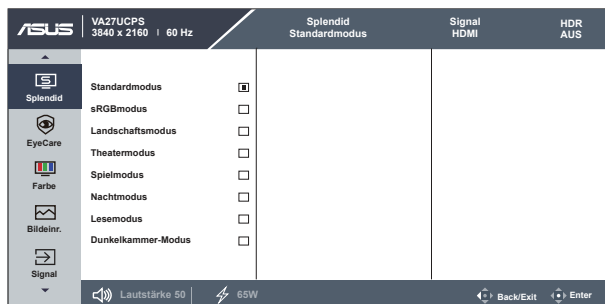 ASUS
VA27UCPS
3840 x 2160 | 60 Hz
Splendid
Standardmodus
Signal
HDMI
HDR
AUS
S
Splendid
EyeCare
Farbe
Bildeinr.
Signal
Standardmodus
sRGBmodus
Landschaftsmodus
Theatermodus
Spielmodus
Nachtmodus
Lesemodus
Dunkelkammer-Modus
Lautstärke 50
65W
Back/Exit
Enter